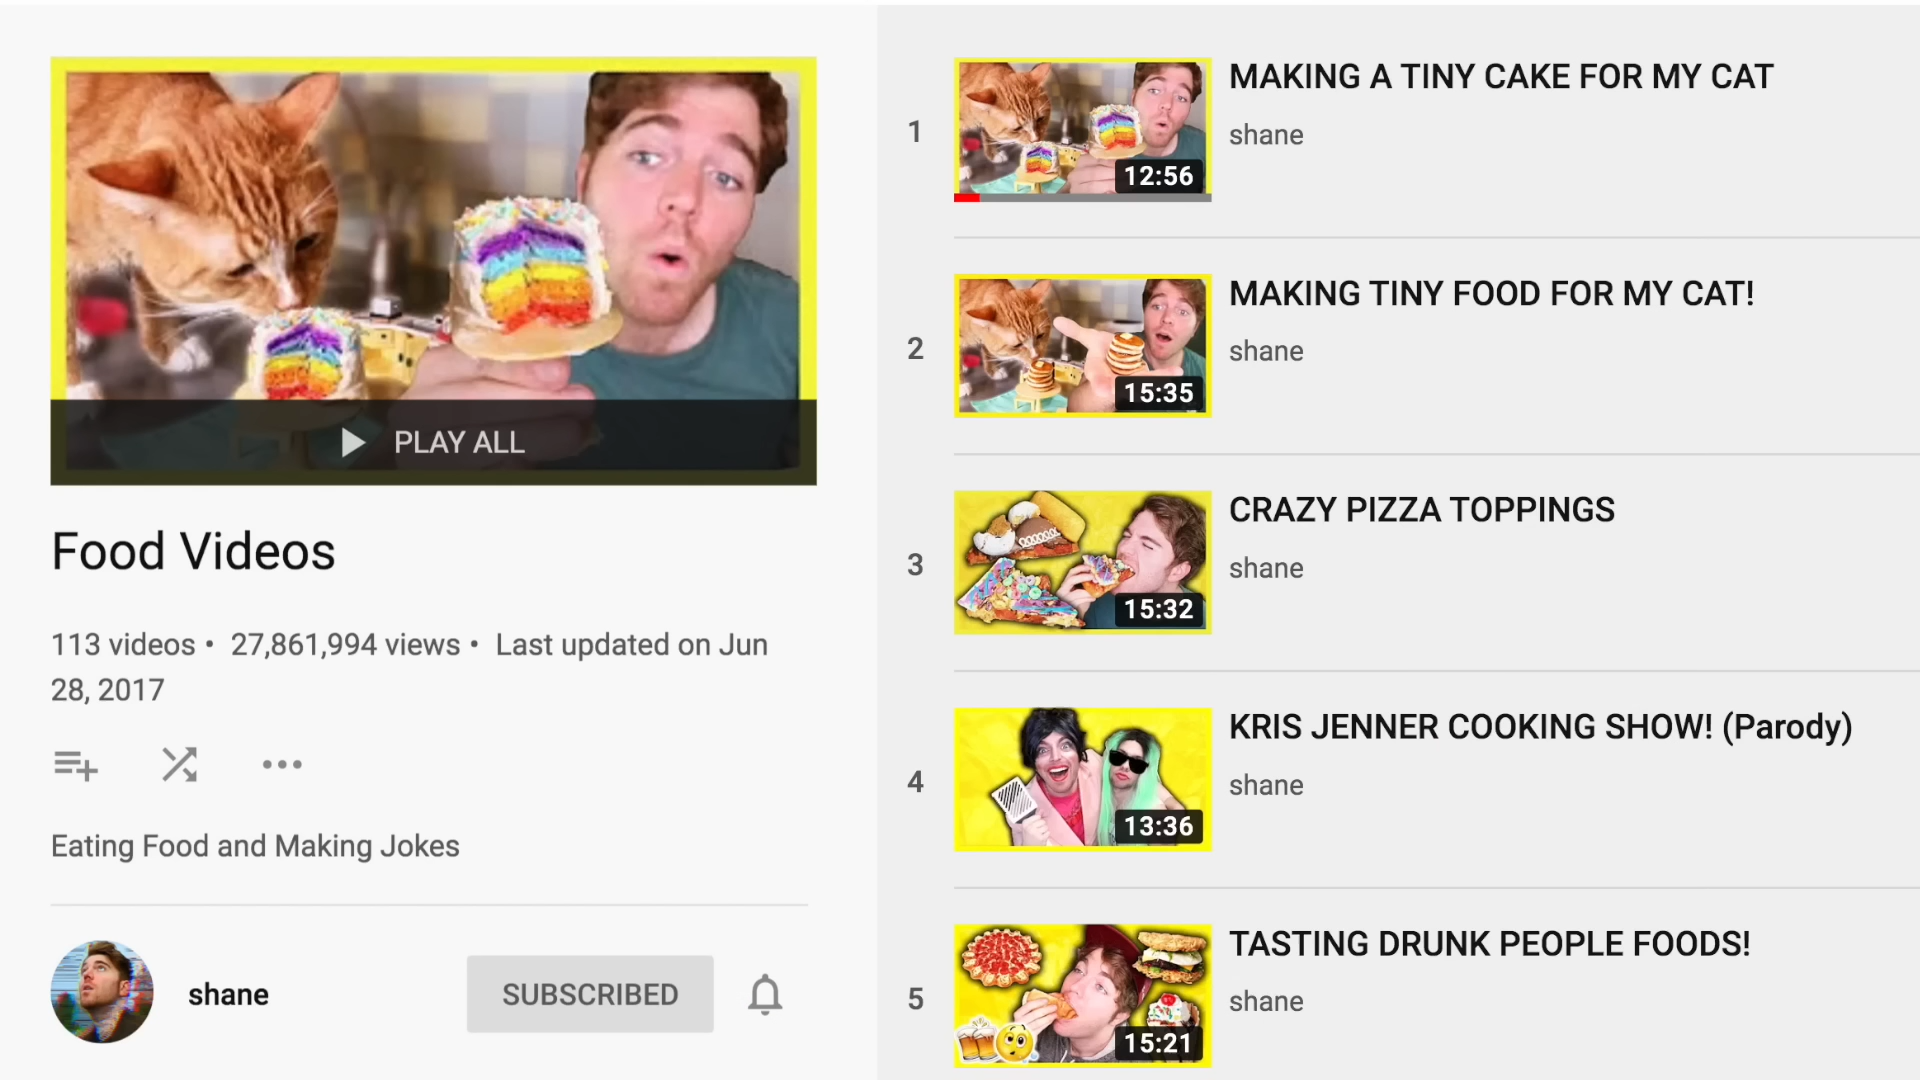 PLAY ALL
Food Videos
113 videos • 27,861,994 views • Last updated on Jun
28, 2017
Eating Food and Making Jokes
shane
SUBSCRIBED
1
MAKING A TINY CAKE FOR MY CAT
shane
12:56
2
MAKING TINY FOOD FOR MY CAT!
shane
15:35
3
CRAZY PIZZA TOPPINGS
shane
15:32
4
KRIS JENNER COOKING SHOW! (Parody)
shane
13:36
5
TASTING DRUNK PEOPLE FOODS!
shane
15:21